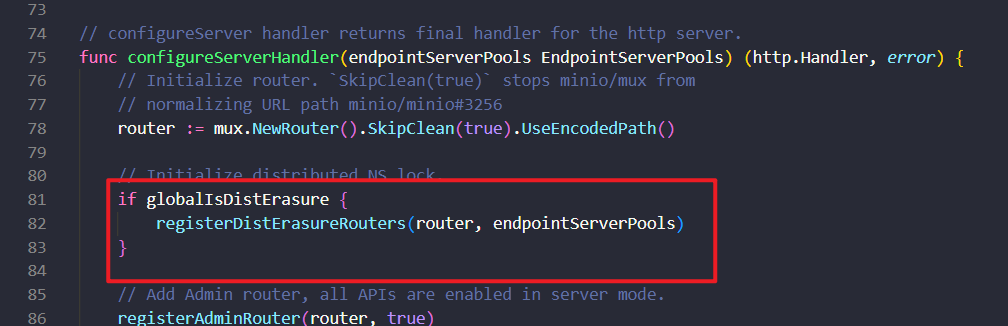 73
74 // configureServer handler returns final handler for the http server.
75 func configureServerHandler(endpointServerPools EndpointServerPools) (http.Handler, error) {
76 // Initialize router. `SkipClean(true)` stops minio/mux from
77 // normalizing URL path minio/minio#3256
78 router := mux.NewRouter().SkipClean(true).UseEncodedPath()
79
80 // Initialize distributed NS lock.
81 if globalIsDistErasure {
82 registerDistErasureRouters(router, endpointServerPools)
83 }
84
85 // Add Admin router, all APIs are enabled in server mode.
86 registerAdminRouter(router, true)